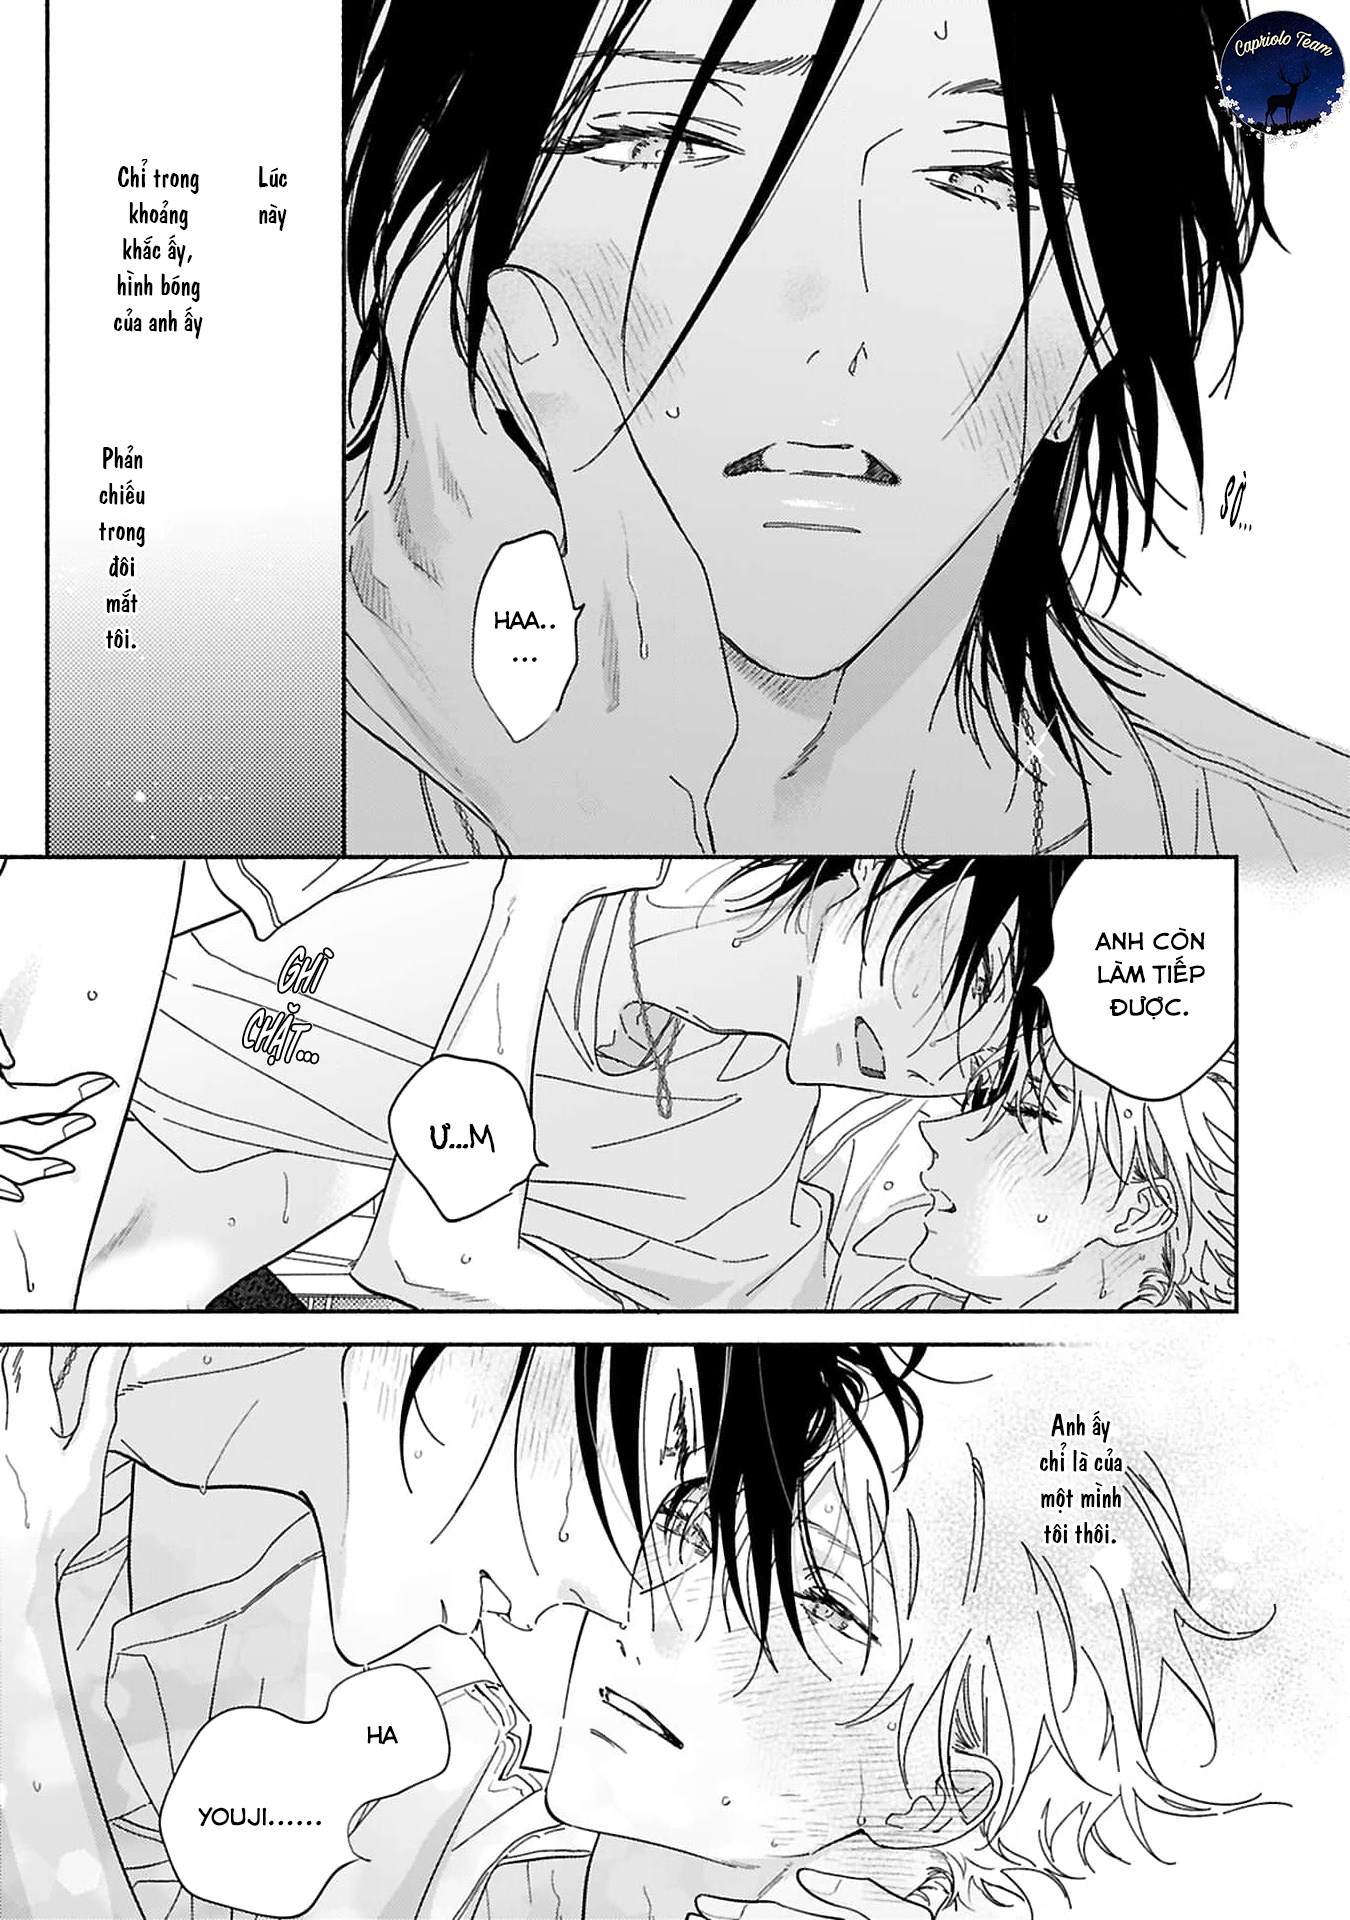 Capriolo Team
Lúc
này
Chỉ trong
khoảng
khắc ấy,
hình bóng
của anh ấy
Phản
chiếu
trong
đôi
mắt
tôi.
SỜ...
HAA..
...
ANH CÒN
LÀM TIẾP
ĐƯỢC.
GHÌ
CHẶT...
Ư...M
Anh ấy
chỉ là của
một mình
tôi thôi.
HA
YOUJI......